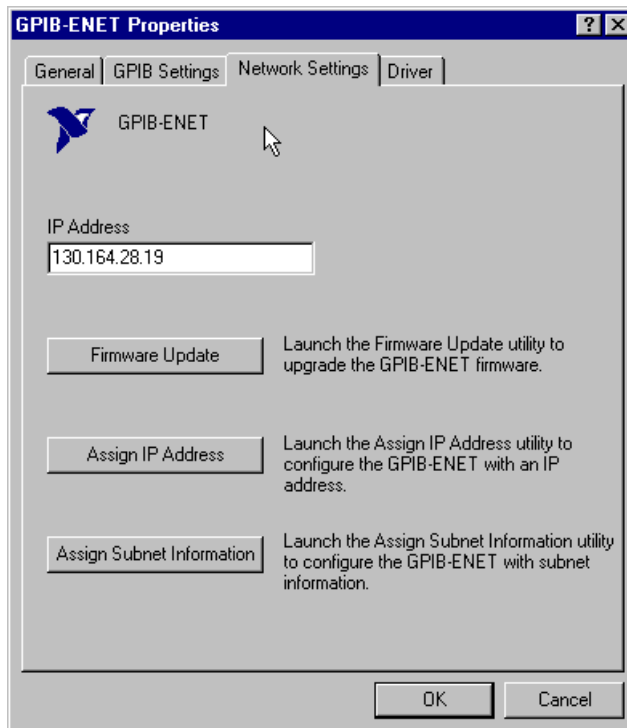 GPIB-ENET Properties
General
GPIB Settings
Network Settings
Driver
GPIB-ENET
IP Address
130.164.28.19
Firmware Update
Launch the Firmware Update utility to
upgrade the GPIB-ENET firmware.
Assign IP Address
Launch the Assign IP Address utility to
configure the GPIB-ENET with an IP
address.
Assign Subnet Information
Launch the Assign Subnet Information utility
to configure the GPIB-ENET with subnet
information.
OK
Cancel